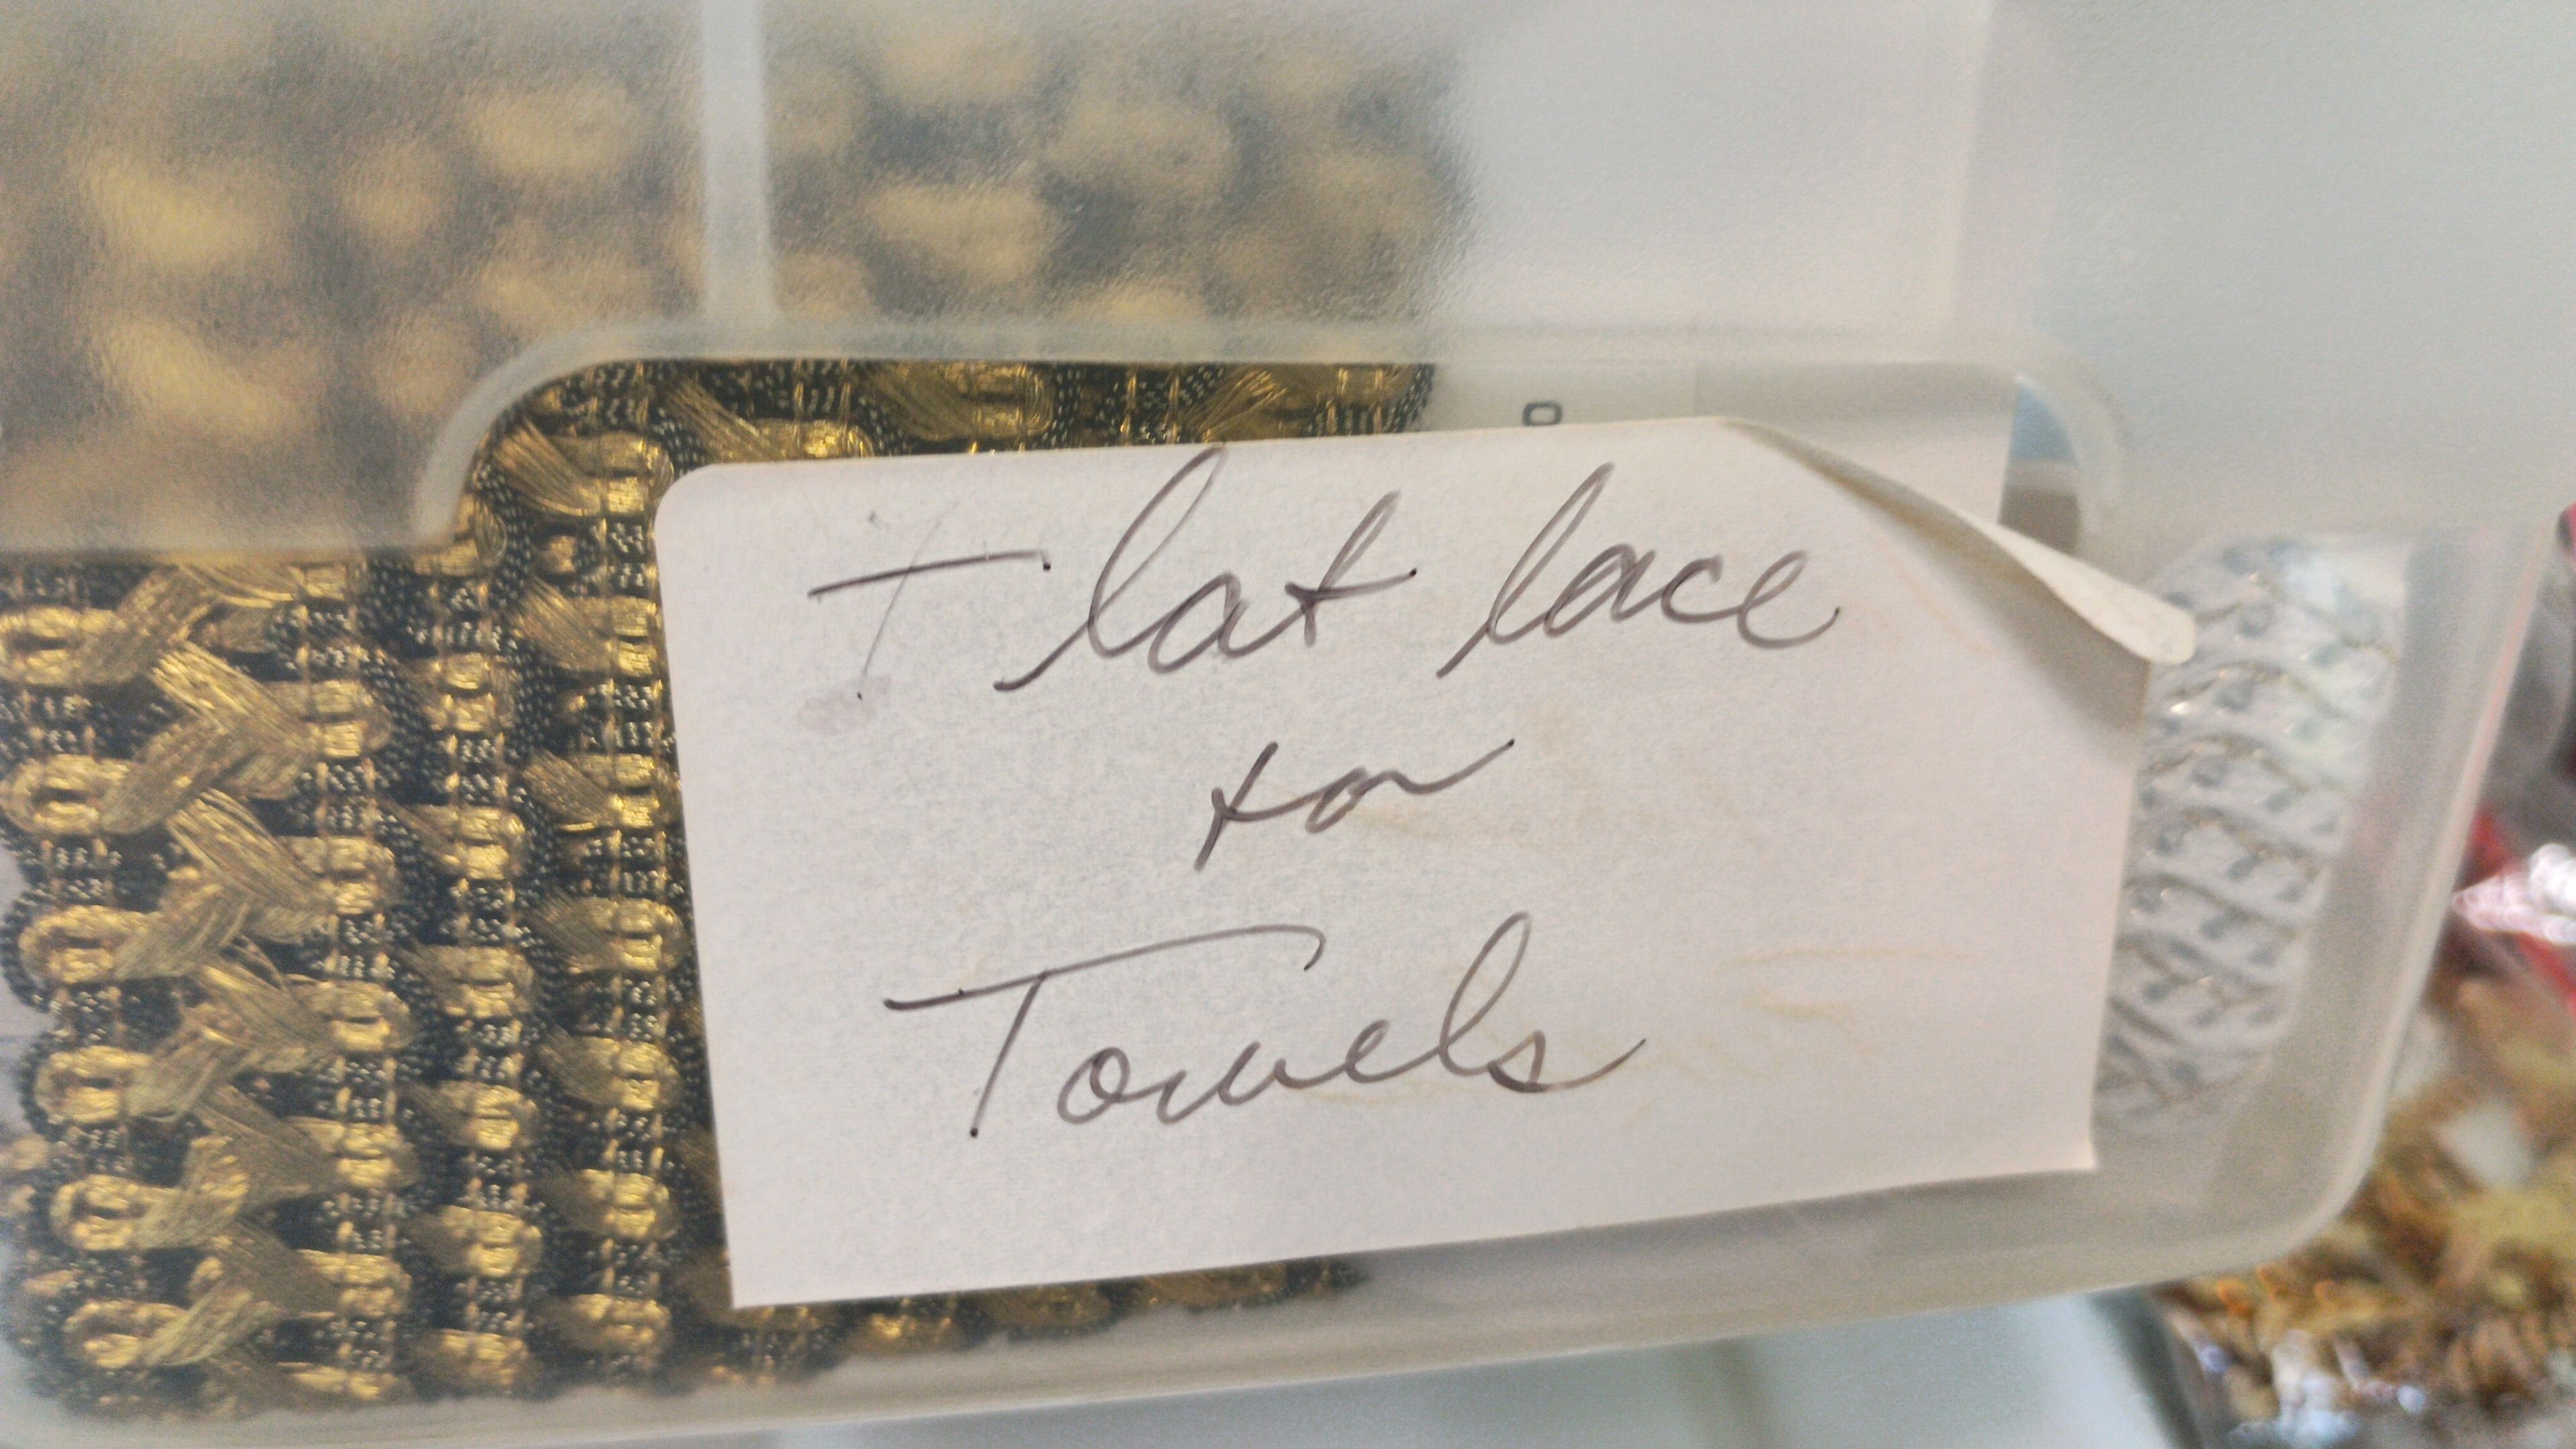 Flat lace
for
Towels